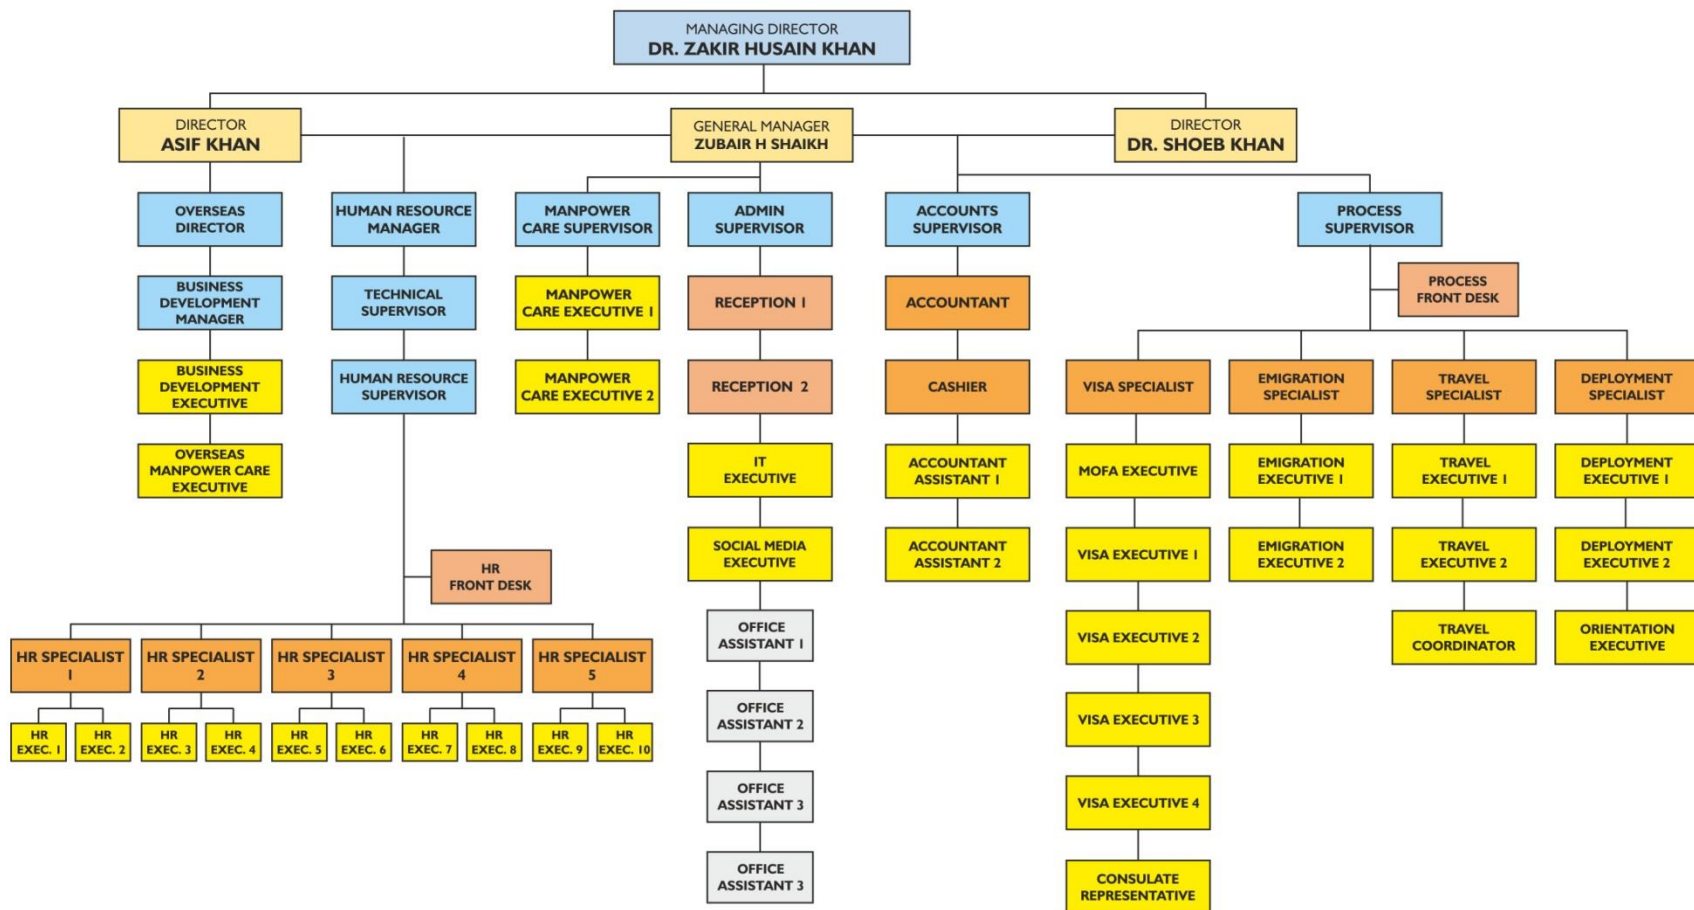 MANAGING DIRECTOR
DR. ZAKIR HUSAIN KHAN
DIRECTOR
ASIF KHAN
GENERAL MANAGER
ZUBAIR H SHAIKH
DIRECTOR
DR. SHOEB KHAN
OVERSEAS
DIRECTOR
HUMAN RESOURCE
MANAGER
MANPOWER
CARE SUPERVISOR
ADMIN
SUPERVISOR
ACCOUNTS
SUPERVISOR
PROCESS
SUPERVISOR
BUSINESS
DEVELOPMENT
MANAGER
TECHNICAL
SUPERVISOR
MANPOWER
CARE EXECUTIVE 1
RECEPTION 1
ACCOUNTANT
PROCESS
FRONT DESK
BUSINESS
DEVELOPMENT
EXECUTIVE
HUMAN RESOURCE
SUPERVISOR
MANPOWER
CARE EXECUTIVE 2
RECEPTION 2
CASHIER
VISA SPECIALIST
EMIGRATION
SPECIALIST
TRAVEL
SPECIALIST
DEPLOYMENT
SPECIALIST
OVERSEAS
MANPOWER CARE
EXECUTIVE
IT
EXECUTIVE
ACCOUNTANT
ASSISTANT 1
MOFA EXECUTIVE
EMIGRATION
EXECUTIVE 1
TRAVEL
EXECUTIVE 1
DEPLOYMENT
EXECUTIVE 1
SOCIAL MEDIA
EXECUTIVE
ACCOUNTANT
ASSISTANT 2
VISA EXECUTIVE 1
EMIGRATION
EXECUTIVE 2
TRAVEL
EXECUTIVE 2
DEPLOYMENT
EXECUTIVE 2
HR
FRONT DESK
OFFICE
ASSISTANT 1
VISA EXECUTIVE 2
TRAVEL
COORDINATOR
ORIENTATION
EXECUTIVE
HR SPECIALIST
1
HR SPECIALIST
2
HR SPECIALIST
3
HR SPECIALIST
4
HR SPECIALIST
5
OFFICE
ASSISTANT 2
VISA EXECUTIVE 3
HR
EXEC. 1
HR
EXEC. 2
HR
EXEC. 3
HR
EXEC. 4
HR
EXEC. 5
HR
EXEC. 6
HR
EXEC. 7
HR
EXEC. 8
HR
EXEC. 9
HR
EXEC. 10
OFFICE
ASSISTANT 3
VISA EXECUTIVE 4
OFFICE
ASSISTANT 3
CONSULATE
REPRESENTATIVE